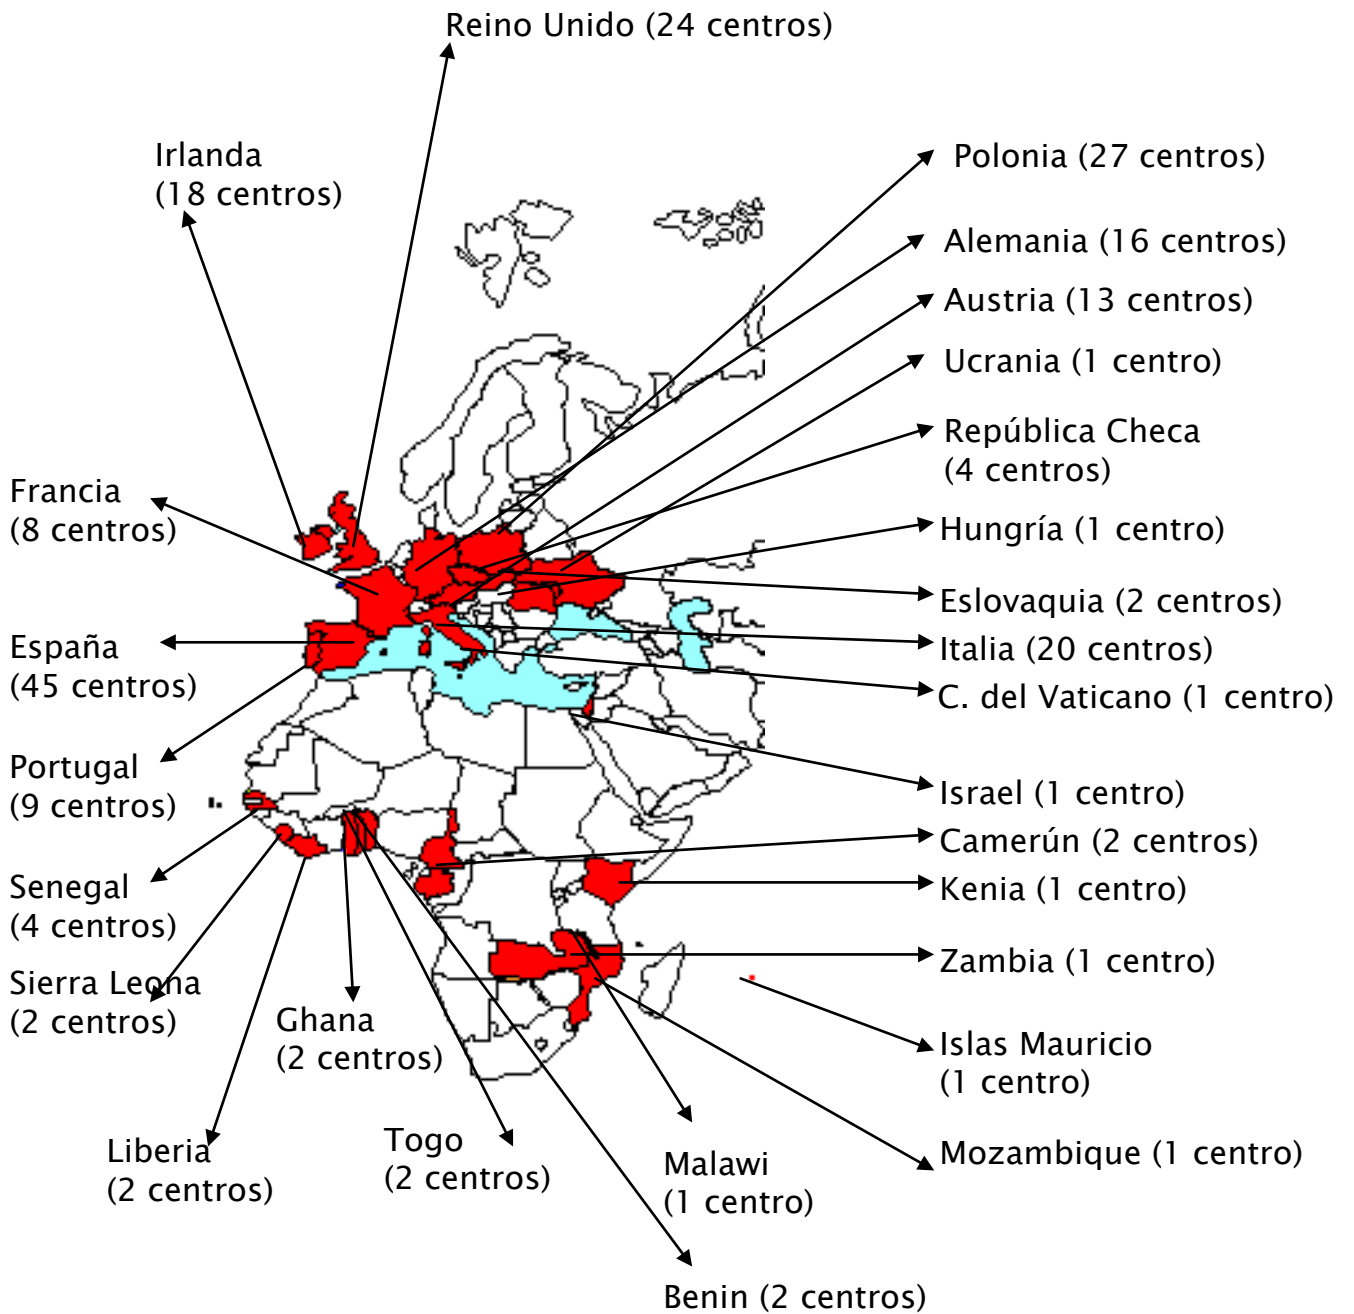 Reino Unido (24 centros)
Irlanda
(18 centros)
Polonia (27 centros)
Alemania (16 centros)
Austria (13 centros)
Ucrania (1 centro)
República Checa
(4 centros)
Francia
(8 centros)
Hungría (1 centro)
Eslovaquia (2 centros)
España
(45 centros)
Italia (20 centros)
C. del Vaticano (1 centro)
Portugal
(9 centros)
Israel (1 centro)
Camerún (2 centros)
Senegal
(4 centros)
Kenia (1 centro)
Zambia (1 centro)
Sierra Leona
(2 centros)
Ghana
(2 centros)
Islas Mauricio
(1 centro)
Liberia
(2 centros)
Togo
(2 centros)
Malawi
(1 centro)
Mozambique (1 centro)
Benin (2 centros)